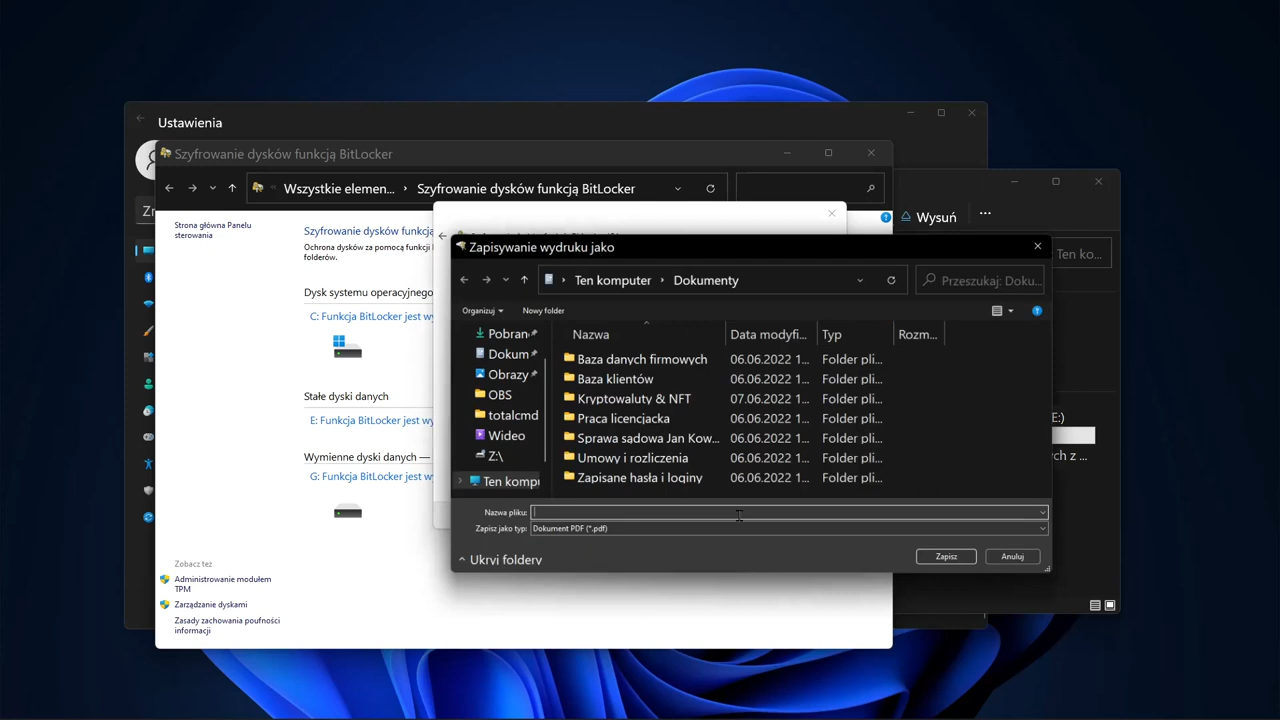 Ustawienia
Szyfrowanie dysków funkcją BitLocker
Wszystkie elemen... › Szyfrowanie dysków funkcją BitLocker
Wysuń ...
Ten ko...
Strona główna Panelu
sterowania
Szyfrowanie dysków funkcją
Ochrona dysków za pomocą funkcji
folderów.
Dysk systemu operacyjnego
C: Funkcja BitLocker jest wy
Stałe dyski danych
E: Funkcja BitLocker jest wy
Wymienne dyski danych —
G: Funkcja BitLocker jest w
Zobacz też
Administrowanie modułem
TPM
Zarządzanie dyskami
Zasady zachowania poufności
informacji
Zapisywanie wydruku jako
Ten komputer › Dokumenty
Przeszukaj: Doku...
Organizuj
Nowy folder
Nazwa Data modyfi... Typ Rozm...
Pobran
Dokum
Obrazy
OBS
totalcmd
Wideo
Z:\
Ten kompu
Baza danych firmowych 06.06.2022 1... Folder pli...
Baza klientów 06.06.2022 1... Folder pli...
Kryptowaluty & NFT 07.06.2022 1... Folder pli...
Praca licencjacka 06.06.2022 1... Folder pli...
Sprawa sądowa Jan Kow... 06.06.2022 1... Folder pli...
Umowy i rozliczenia 06.06.2022 1... Folder pli...
Zapisane hasła i loginy 06.06.2022 1... Folder pli...
Nazwa pliku:
Zapisz jako typ: Dokument PDF (*.pdf)
Ukryj foldery
Zapisz
Anuluj
E:)
ch z ...